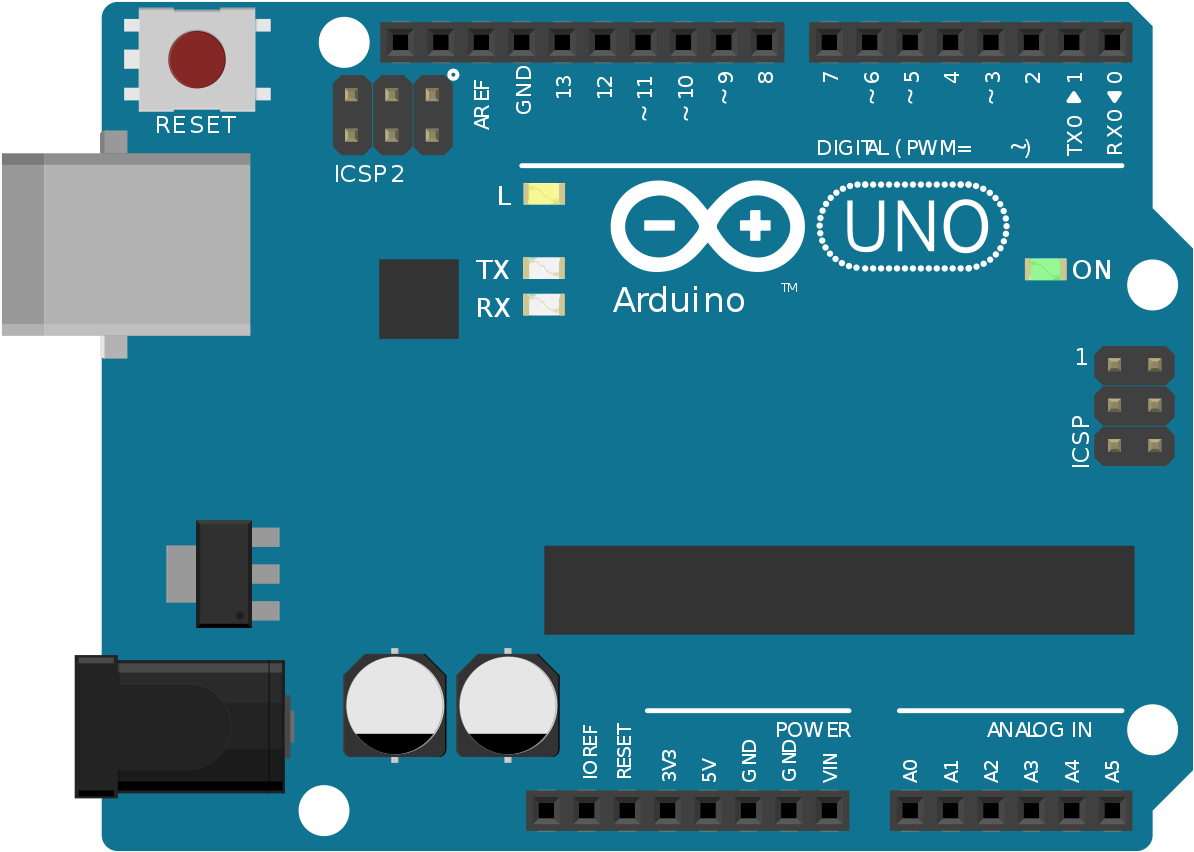 RESET
ICSP2
AREF
GND
13
12
~11
~10
~9
8
7
~6
~5
4
~3
2
TX0▶1
RX0◀0
DIGITAL (PWM= ~)
L
TX
RX
Arduino™
UNO
ON
1
ICSP
POWER
ANALOG IN
IOREF
RESET
3V3
5V
GND
GND
VIN
A0
A1
A2
A3
A4
A5